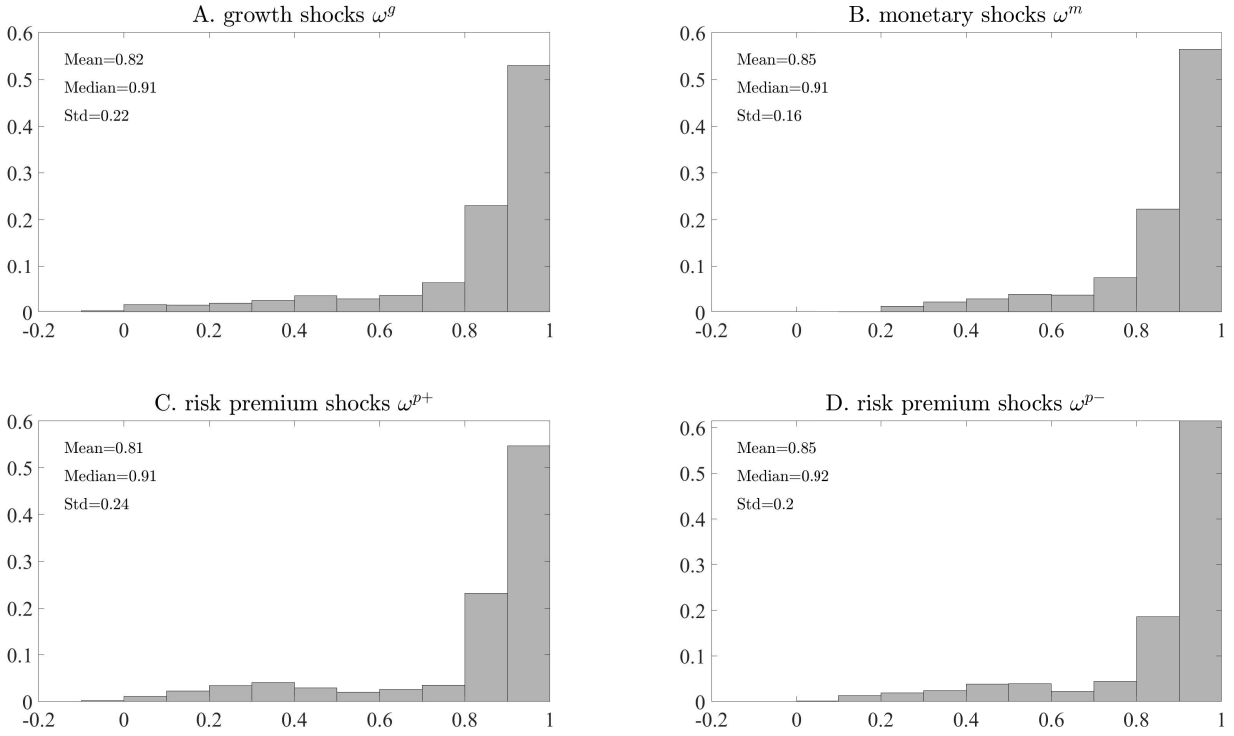 A. growth shocks ωᵍ
Mean=0.82
Median=0.91
Std=0.22
0.6
0.5
0.4
0.3
0.2
0.1
0
-0.2 0 0.2 0.4 0.6 0.8 1
B. monetary shocks ωᵐ
Mean=0.85
Median=0.91
Std=0.16
0.6
0.5
0.4
0.3
0.2
0.1
0
-0.2 0 0.2 0.4 0.6 0.8 1
C. risk premium shocks ωᵖ⁺
Mean=0.81
Median=0.91
Std=0.24
0.6
0.5
0.4
0.3
0.2
0.1
0
-0.2 0 0.2 0.4 0.6 0.8 1
D. risk premium shocks ωᵖ⁻
Mean=0.85
Median=0.92
Std=0.2
0.6
0.5
0.4
0.3
0.2
0.1
0
-0.2 0 0.2 0.4 0.6 0.8 1